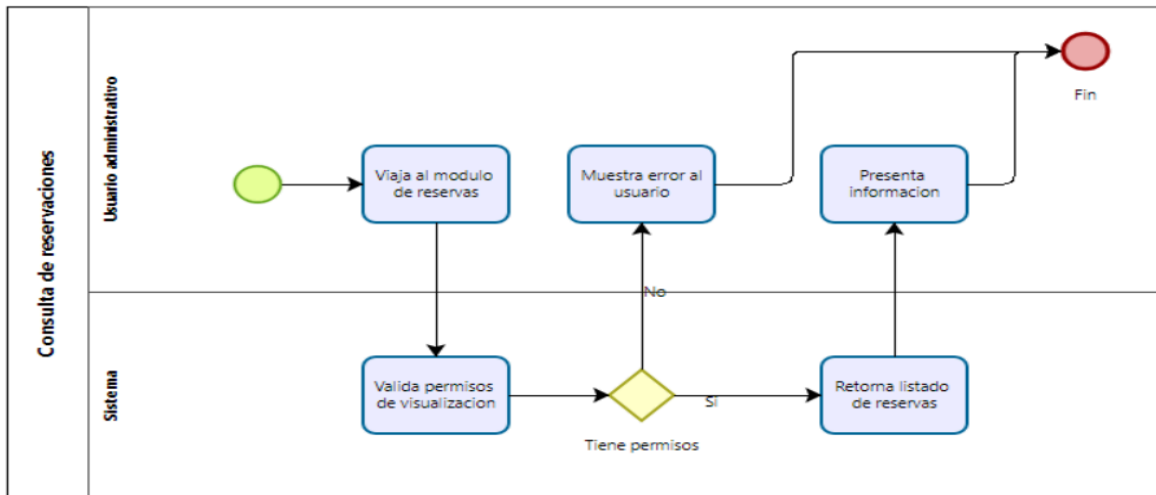 Consulta de reservaciones
Usuario administrativo
Viaja al modulo
de reservas
Muestra error al
usuario
Presenta
informacion
Fin
No
Sistema
Valida permisos
de visualizacion
Tiene permisos
Si
Retorna listado
de reservas